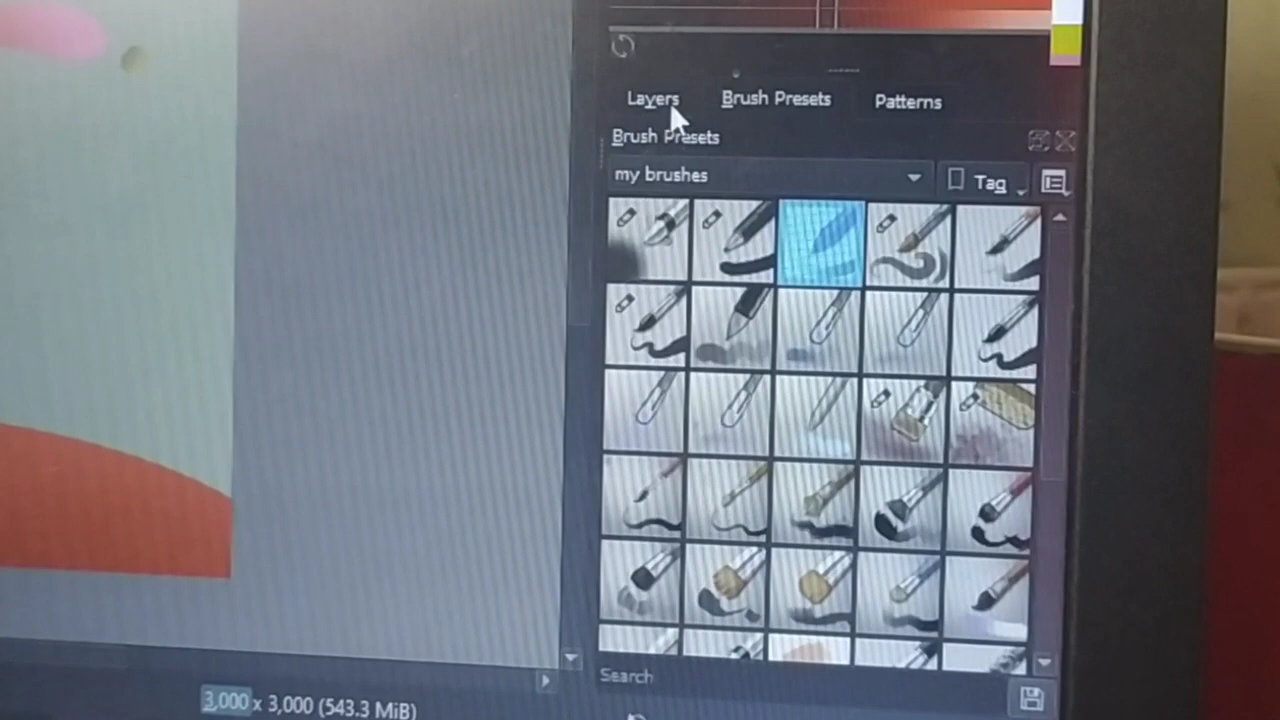 Layers Brush Presets Patterns
Brush Presets
my brushes Tag
Search
3,000 x 3,000 (543.3 MiB)